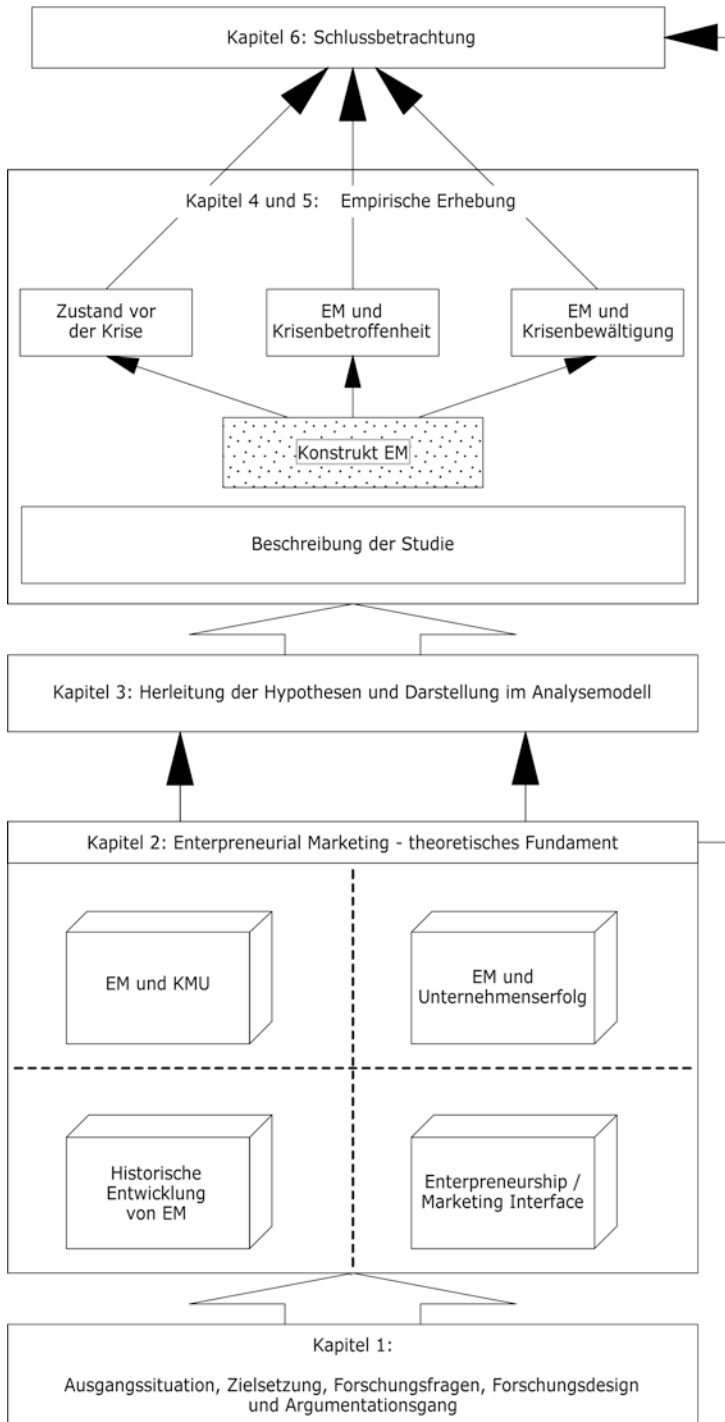 Kapitel 6: Schlussbetrachtung
Kapitel 4 und 5: Empirische Erhebung
Zustand vor
der Krise
EM und
Krisenbetroffenheit
EM und
Krisenbewältigung
Konstrukt EM
Beschreibung der Studie
Kapitel 3: Herleitung der Hypothesen und Darstellung im Analysemodell
Kapitel 2: Enterpreneurial Marketing - theoretisches Fundament
EM und KMU
EM und
Unternehmenserfolg
Historische
Entwicklung
von EM
Enterpreneurship /
Marketing Interface
Kapitel 1:
Ausgangssituation, Zielsetzung, Forschungsfragen, Forschungsdesign
und Argumentationsgang